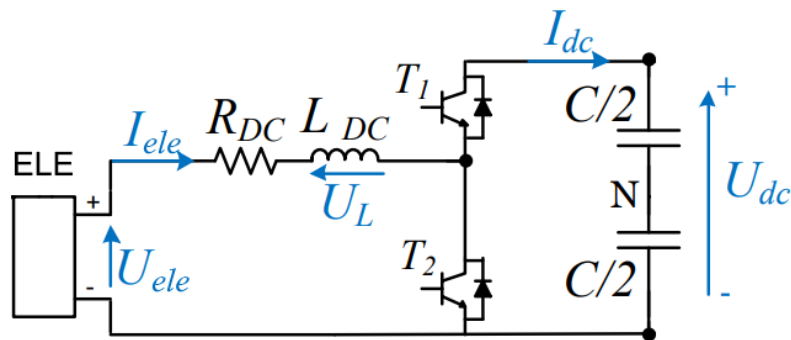 I_dc
T_1
C/2
+
I_ele
R_DC
L_DC
ELE
+
U_L
N
U_dc
U_ele
T_2
C/2
-
-